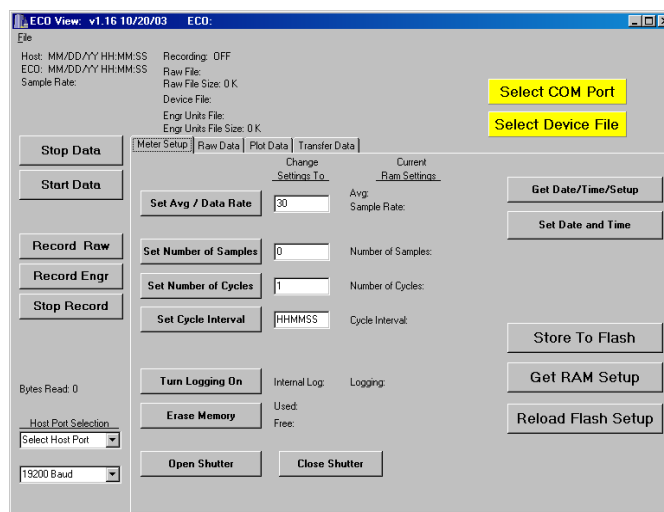 ECO View: v1.16 10/20/03 ECO:
File
Host: MM/DD/YY HH:MM:SS
ECO: MM/DD/YY HH:MM:SS
Sample Rate:
Recording: OFF
Raw File:
Raw File Size: 0 K
Device File:
Engr Units File:
Engr Units File Size: 0 K
Select COM Port
Select Device File
Stop Data
Start Data
Record Raw
Record Engr
Stop Record
Bytes Read: 0
Host Port Selection
Select Host Port
19200 Baud
Meter Setup Raw Data Plot Data Transfer Data
Change
Settings To
Current
Ram Settings
Set Avg / Data Rate 30
Avg:
Sample Rate:
Set Number of Samples 0 Number of Samples:
Set Number of Cycles 1 Number of Cycles:
Set Cycle Interval HHMMSS Cycle Interval:
Turn Logging On Internal Log: Logging:
Erase Memory
Used:
Free:
Open Shutter Close Shutter
Get Date/Time/Setup
Set Date and Time
Store To Flash
Get RAM Setup
Reload Flash Setup